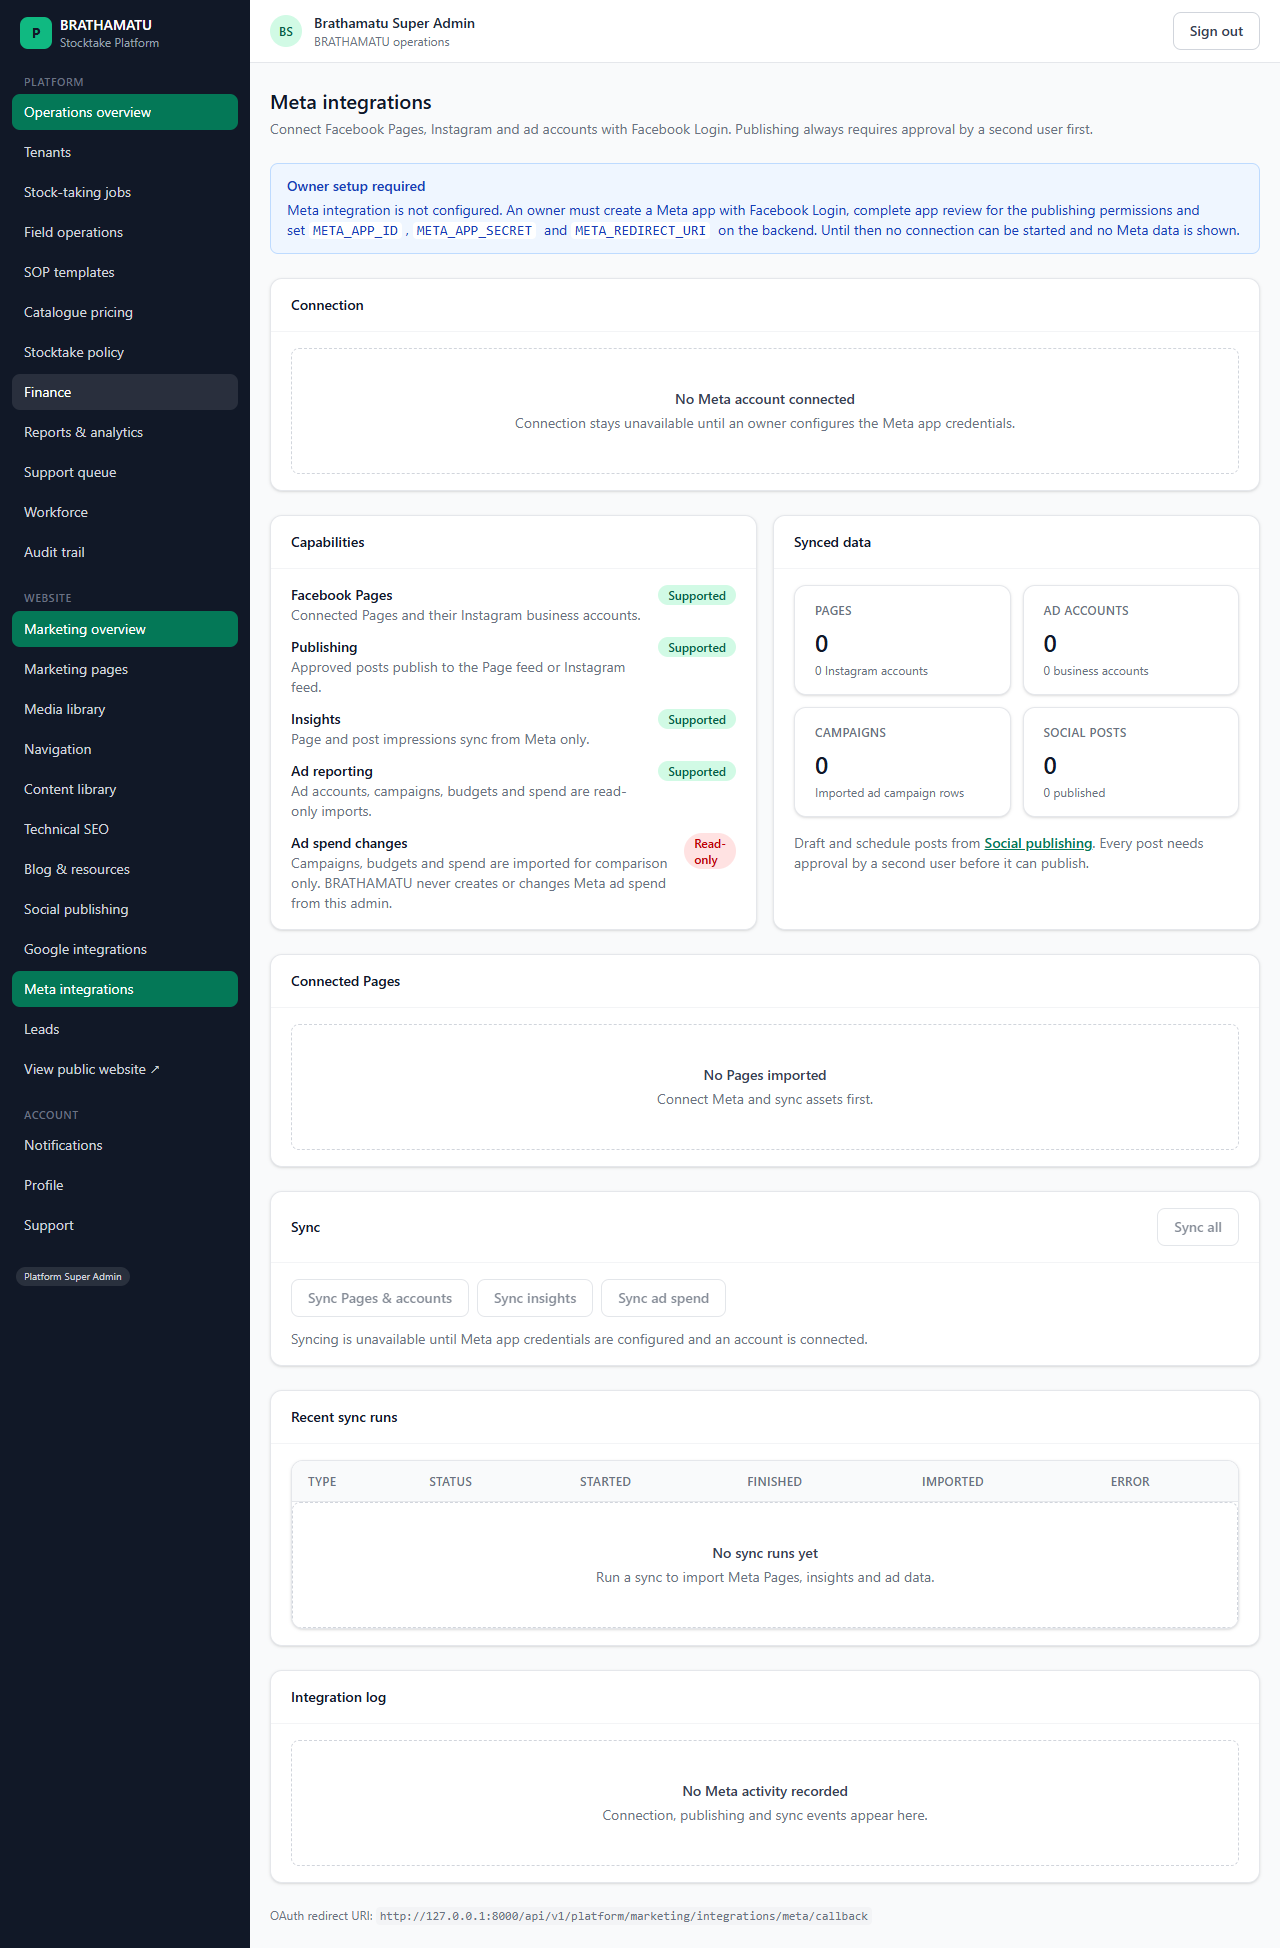 P
BRATHAMATU
Stocktake Platform
PLATFORM
Operations overview
Tenants
Stock-taking jobs
Field operations
SOP templates
Catalogue pricing
Stocktake policy
Finance
Reports & analytics
Support queue
Workforce
Audit trail
WEBSITE
Marketing overview
Marketing pages
Media library
Navigation
Content library
Technical SEO
Blog & resources
Social publishing
Google integrations
Meta integrations
Leads
View public website ↗
ACCOUNT
Notifications
Profile
Support
Platform Super Admin
BS
Brathamatu Super Admin
BRATHAMATU operations
Sign out
Meta integrations
Connect Facebook Pages, Instagram and ad accounts with Facebook Login. Publishing always requires approval by a second user first.
Owner setup required
Meta integration is not configured. An owner must create a Meta app with Facebook Login, complete app review for the publishing permissions and
set META_APP_ID , META_APP_SECRET and META_REDIRECT_URI on the backend. Until then no connection can be started and no Meta data is shown.
Connection
No Meta account connected
Connection stays unavailable until an owner configures the Meta app credentials.
Capabilities
Facebook Pages
Supported
Connected Pages and their Instagram business accounts.
Publishing
Supported
Approved posts publish to the Page feed or Instagram
feed.
Insights
Supported
Page and post impressions sync from Meta only.
Ad reporting
Supported
Ad accounts, campaigns, budgets and spend are read-
only imports.
Ad spend changes
Read-
only
Campaigns, budgets and spend are imported for comparison
only. BRATHAMATU never creates or changes Meta ad spend
from this admin.
Synced data
PAGES
0
0 Instagram accounts
AD ACCOUNTS
0
0 business accounts
CAMPAIGNS
0
Imported ad campaign rows
SOCIAL POSTS
0
0 published
Draft and schedule posts from Social publishing. Every post needs
approval by a second user before it can publish.
Connected Pages
No Pages imported
Connect Meta and sync assets first.
Sync
Sync all
Sync Pages & accounts
Sync insights
Sync ad spend
Syncing is unavailable until Meta app credentials are configured and an account is connected.
Recent sync runs
TYPE STATUS STARTED FINISHED IMPORTED ERROR
No sync runs yet
Run a sync to import Meta Pages, insights and ad data.
Integration log
No Meta activity recorded
Connection, publishing and sync events appear here.
OAuth redirect URI: http://127.0.0.1:8000/api/v1/platform/marketing/integrations/meta/callback